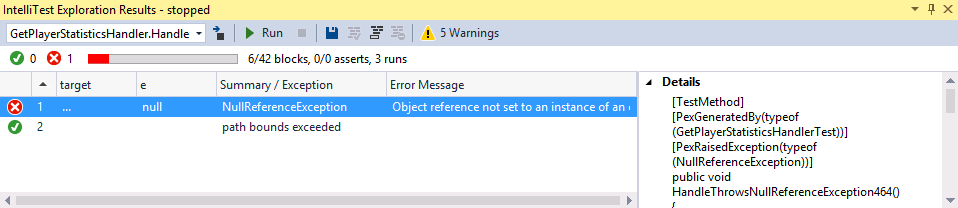 IntelliTest Exploration Results - stopped
GetPlayerStatisticsHandler.Handle Run 5 Warnings
0 1 6/42 blocks, 0/0 asserts, 3 runs
target e Summary / Exception Error Message
1 ... null NullReferenceException Object reference not set to an instance of an
2 path bounds exceeded
Details
[TestMethod]
[PexGeneratedBy(typeof
(GetPlayerStatisticsHandlerTest))]
[PexRaisedException(typeof
(NullReferenceException))]
public void
HandleThrowsNullReferenceException464()
{